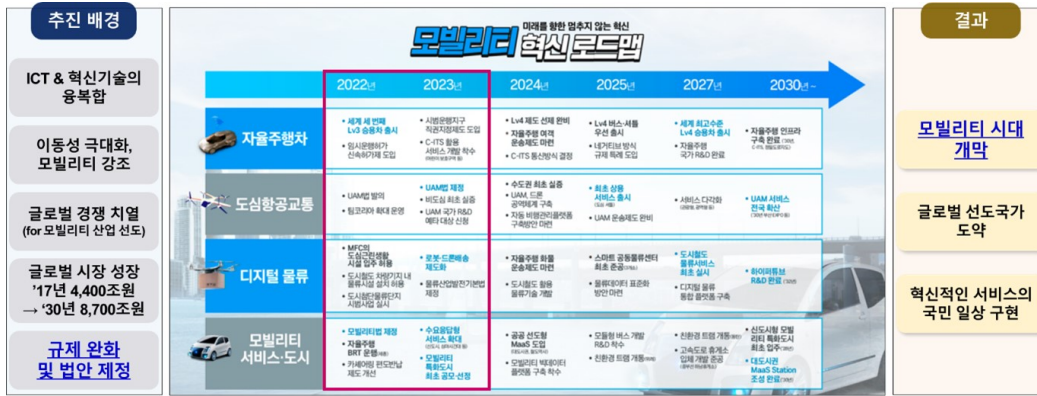 추진 배경
ICT & 혁신기술의
융복합
이동성 극대화,
모빌리티 강조
글로벌 경쟁 치열
(for 모빌리티 산업 선도)
글로벌 시장 성장
'17년 4,400조원
→ '30년 8,700조원
규제 완화
및 법안 제정
미래를 향한 멈추지 않는 혁신
모빌리티 혁신 로드맵
2022년 2023년 2024년 2025년 2027년 2030년~
자율주행차
• 세계 세 번째
Lv3 승용차 출시
• 임시운행허가
신속허가제 도입
• 시범운행지구
직권지정제도 도입
• C-ITS 활용
서비스 개발 착수
• Lv4 제도 선제 완비
• 자율주행 여객
운송제도 마련
• C-ITS 통신방식 결정
• Lv4 버스·셔틀
우선 출시
• 네거티브 방식
규제 특례 도입
• 세계 최고수준
Lv4 승용차 출시
• 자율주행
국가 R&D 완료
• 자율주행 인프라
구축 완료
도심항공교통
• UAM법 발의
• 팀코리아 확대 운영
• UAM법 제정
• 비도심 최초 실증
• UAM 국가 R&D
예타 대상 신청
• 수도권 최초 실증
• UAM, 드론
공역체계 구축
• 자동 비행관리플랫폼
구축방안 마련
• 최초 상용
서비스 출시
• UAM 운송제도 완비
• 서비스 다각화
• UAM 서비스
전국 확산
디지털 물류
• MFC의
도심근린생활
시설 입주 허용
• 도시철도 차량기지 내
물류시설 설치 허용
• 도시첨단물류단지
시범사업 실시
• 로봇·드론배송
제도화
• 물류산업발전기본법
제정
• 자율주행 화물
운송제도 마련
• 도시철도 활용
물류기술 개발
• 스마트 공동물류센터
최초 준공
• 물류데이터 표준화
방안 마련
• 도시철도
물류서비스
최초 실시
• 디지털 물류
통합 플랫폼 구축
• 하이퍼튜브
R&D 완료
모빌리티
서비스·도시
• 모빌리티법 제정
• 자율주행
BRT 운행
• 카셰어링 편도반납
제도 개선
• 수요응답형
서비스 확대
• 모빌리티
특화도시
최초 공모·선정
• 공공 선도형
MaaS 도입
• 모빌리티 빅데이터
플랫폼 구축 착수
• 모듈형 버스 개발
R&D 착수
• 친환경 트램 개통
• 친환경 트램 개통
• 고속도로 휴게소
입체 개발 준공
• 신도시형 모빌
리티 특화도시
최초 입주
• 대도시권
MaaS Station
조성 완료
결과
모빌리티 시대
개막
글로벌 선도국가
도약
혁신적인 서비스의
국민 일상 구현